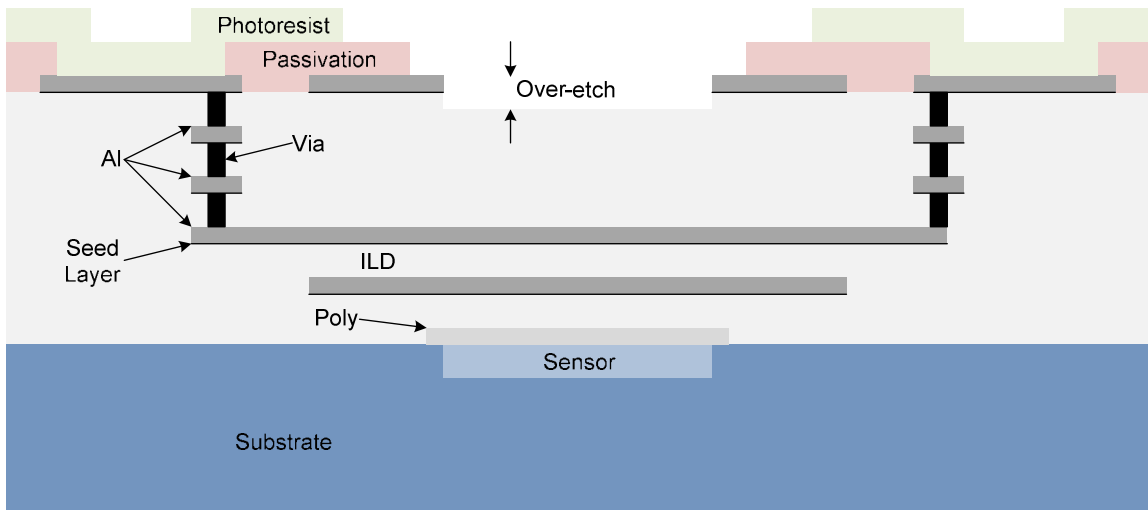 Photoresist
Passivation
Over-etch
Al
Via
Seed
Layer
ILD
Poly
Sensor
Substrate